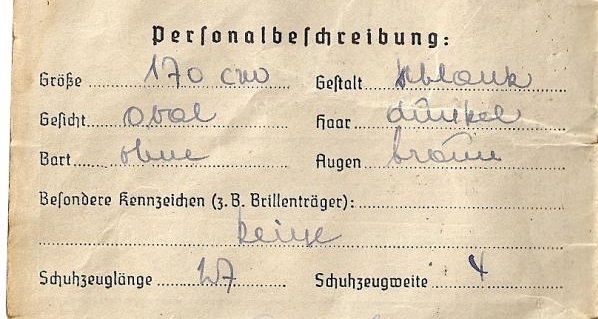 Personalbeschreibung:
Größe 170 cm Gestalt schlank
Gesicht oval Haar dunkel
Bart ohne Augen braun
Besondere Kennzeichen (z. B. Brillenträger):
keine
Schuhzeuglänge 27 Schuhzeugweite 4